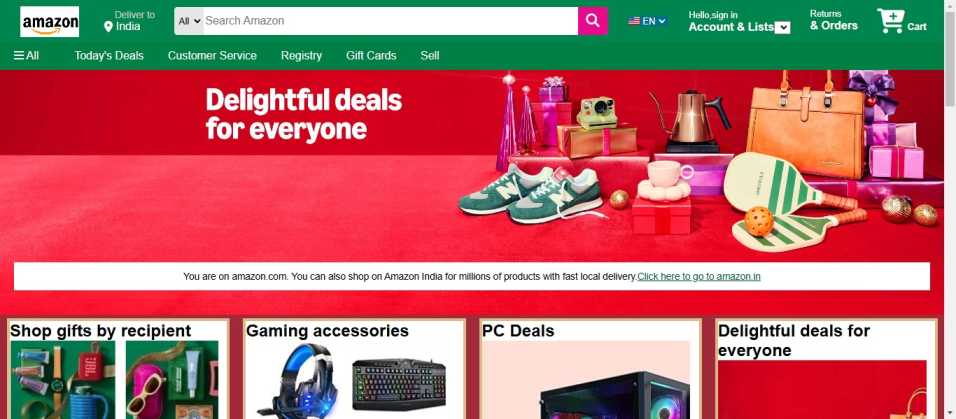 amazon
Deliver to
India
All
Search Amazon
EN
Hello,sign in
Account & Lists
Returns
& Orders
Cart
All
Today's Deals
Customer Service
Registry
Gift Cards
Sell
Delightful deals
for everyone
You are on amazon.com. You can also shop on Amazon India for millions of products with fast local delivery.Click here to go to amazon.in
Shop gifts by recipient
Gaming accessories
PC Deals
Delightful deals for
everyone